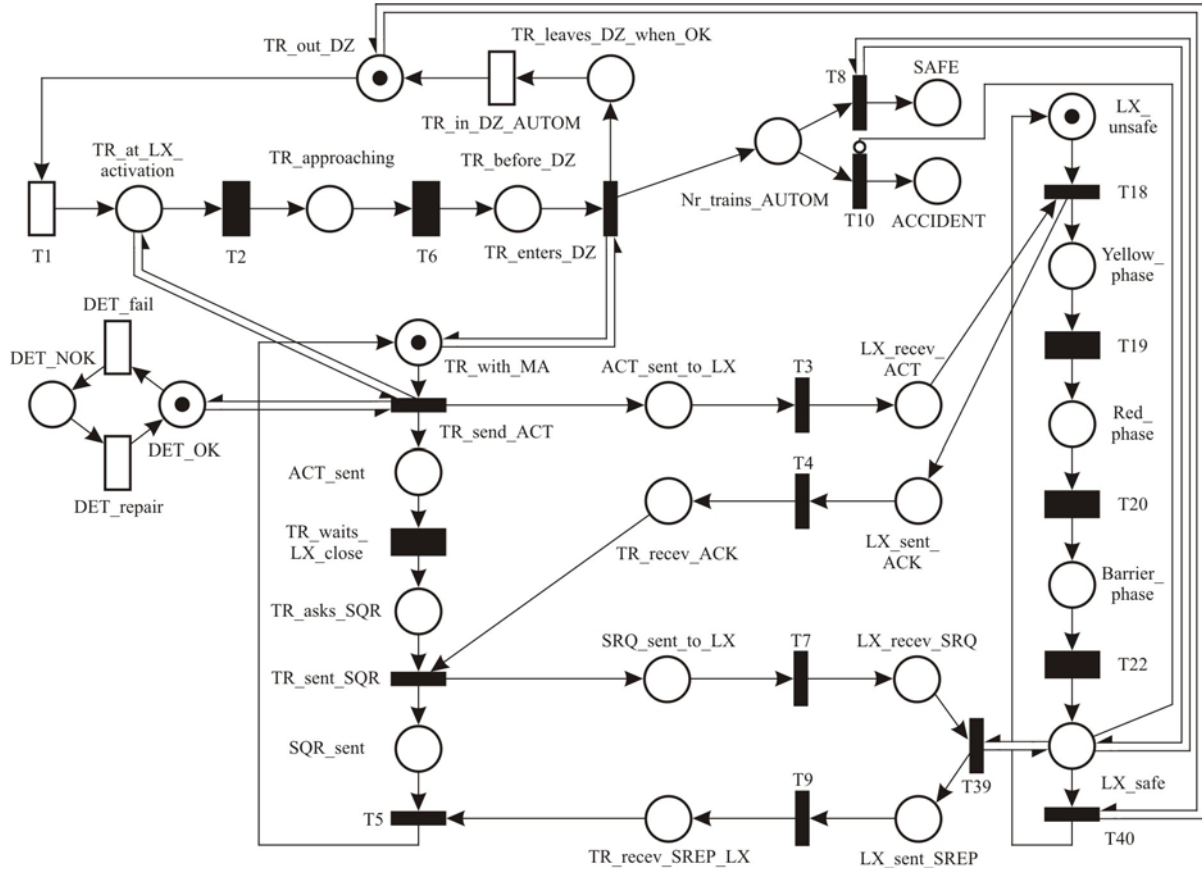 TR_out_DZ
TR_leaves_DZ_when_OK
T8
SAFE
LX_
unsafe
TR_in_DZ_AUTOM
TR_at_LX_
activation
TR_approaching
TR_before_DZ
Nr_trains_AUTOM
T10
ACCIDENT
T18
T1
T2
T6
TR_enters_DZ
Yellow_
phase
DET_fail
DET_NOK
DET_OK
DET_repair
TR_with_MA
ACT_sent_to_LX
T3
LX_recev_
ACT
T19
TR_send_ACT
Red_
phase
ACT_sent
T4
TR_recev_ACK
LX_sent_
ACK
T20
TR_waits_
LX_close
Barrier_
phase
TR_asks_SQR
SRQ_sent_to_LX
T7
LX_recev_SRQ
T22
TR_sent_SQR
SQR_sent
T9
T39
LX_safe
T5
TR_recev_SREP_LX
LX_sent_SREP
T40